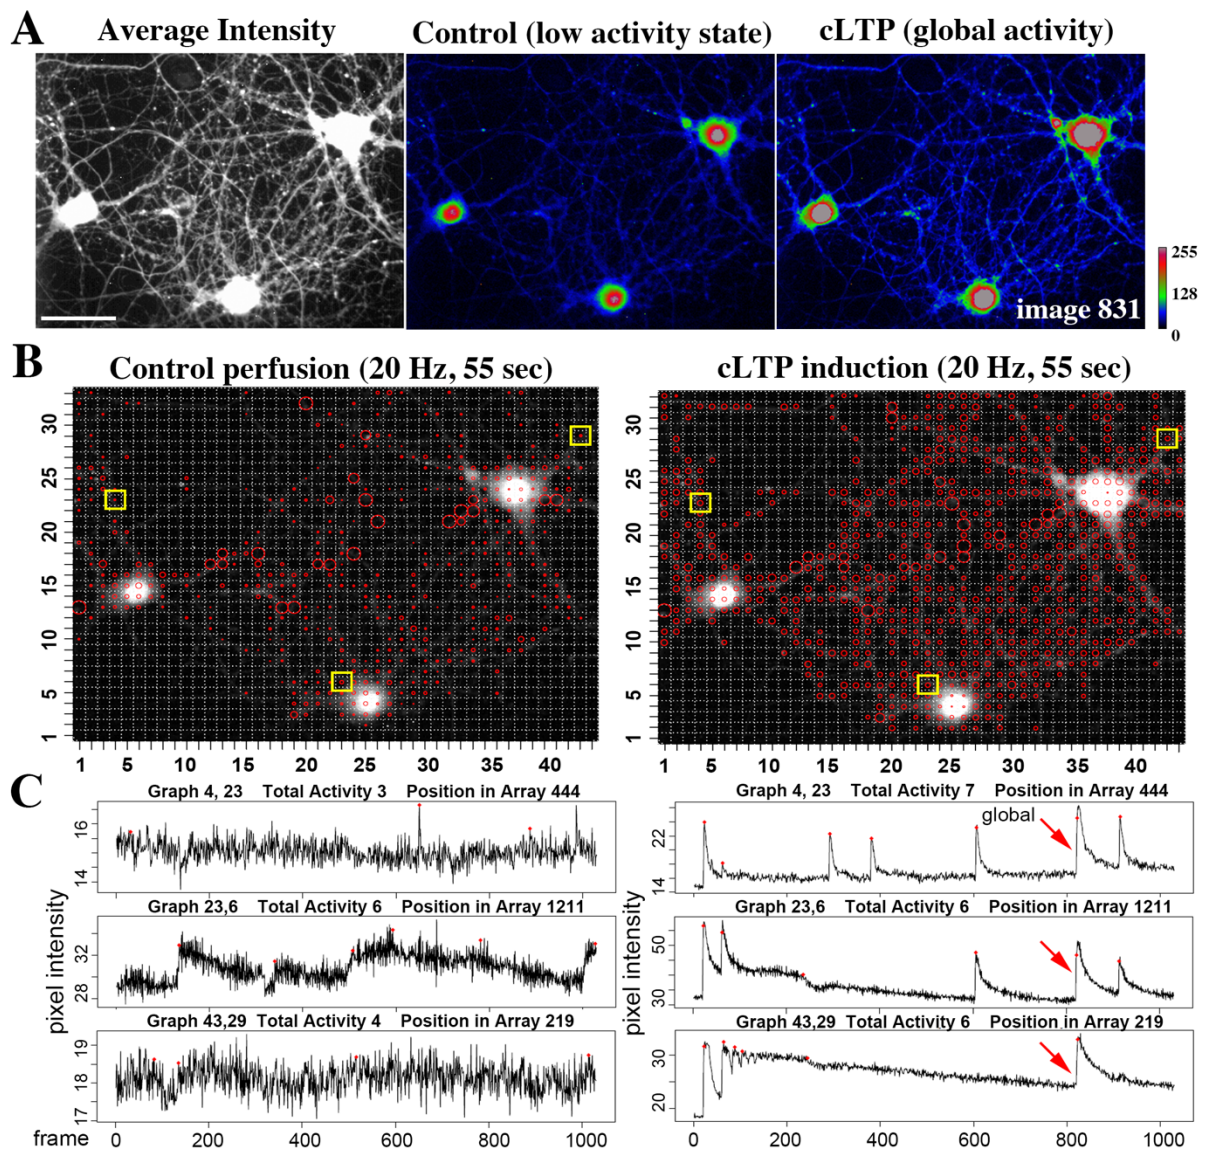 A
Average Intensity
Control (low activity state)
cLTP (global activity)
255
128
0
image 831
B
Control perfusion (20 Hz, 55 sec)
cLTP induction (20 Hz, 55 sec)
30
25
20
15
10
5
1
1 5 10 15 20 25 30 35 40
30
25
20
15
10
5
1
1 5 10 15 20 25 30 35 40
C
pixel intensity
Graph 4, 23 Total Activity 3 Position in Array 444
16
14
Graph 23,6 Total Activity 6 Position in Array 1211
32
28
Graph 43,29 Total Activity 4 Position in Array 219
19
18
17
frame 0 200 400 600 800 1000
pixel intensity
Graph 4, 23 Total Activity 7 Position in Array 444
global
22
14
Graph 23,6 Total Activity 6 Position in Array 1211
50
30
Graph 43,29 Total Activity 6 Position in Array 219
30
20
0 200 400 600 800 1000